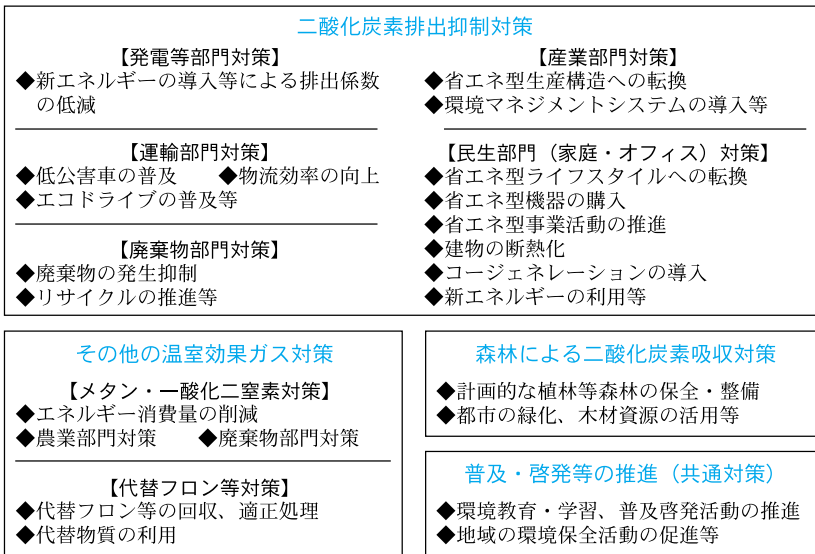 二酸化炭素排出抑制対策
【発電等部門対策】
◆新エネルギーの導入等による排出係数
の低減
【運輸部門対策】
◆低公害車の普及　　◆物流効率の向上
◆エコドライブの普及等
【廃棄物部門対策】
◆廃棄物の発生抑制
◆リサイクルの推進等
【産業部門対策】
◆省エネ型生産構造への転換
◆環境マネジメントシステムの導入等
【民生部門（家庭・オフィス）対策】
◆省エネ型ライフスタイルへの転換
◆省エネ型機器の購入
◆省エネ型事業活動の推進
◆建物の断熱化
◆コージェネレーションの導入
◆新エネルギーの利用等
その他の温室効果ガス対策
【メタン・一酸化二窒素対策】
◆エネルギー消費量の削減
◆農業部門対策　　◆廃棄物部門対策
【代替フロン等対策】
◆代替フロン等の回収、適正処理
◆代替物質の利用
森林による二酸化炭素吸収対策
◆計画的な植林等森林の保全・整備
◆都市の緑化、木材資源の活用等
普及・啓発等の推進（共通対策）
◆環境教育・学習、普及啓発活動の推進
◆地域の環境保全活動の促進等